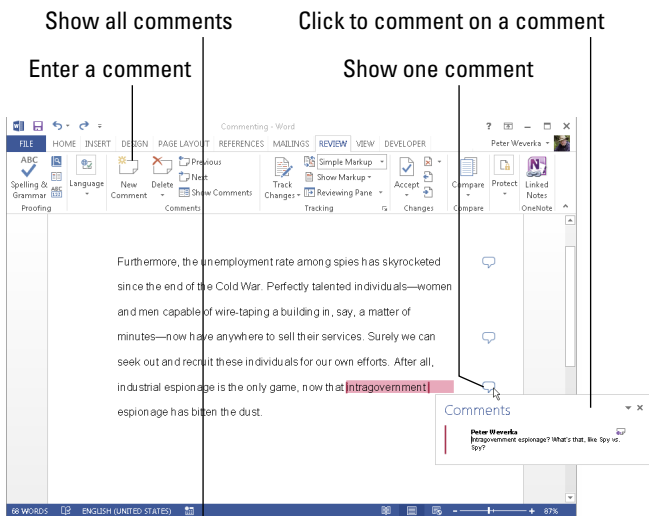 Show all comments Click to comment on a comment
Enter a comment Show one comment
Commenting - Word
FILE HOME INSERT DESIGN PAGE LAYOUT REFERENCES MAILINGS REVIEW VIEW DEVELOPER Peter Weverka
ABC
Spelling &
Grammar
ABC
Proofing
Language
New
Comment
Delete
Previous
Next
Show Comments
Comments
Track
Changes
Simple Markup
Show Markup
Reviewing Pane
Tracking
Accept
Changes
Compare
Compare
Protect
Linked
Notes
OneNote
Furthermore, the unemployment rate among spies has skyrocketed
since the end of the Cold War. Perfectly talented individuals—women
and men capable of wire-taping a building in, say, a matter of
minutes—now have anywhere to sell their services. Surely we can
seek out and recruit these individuals for our own efforts. After all,
industrial espionage is the only game, now that intragovernment
espionage has bitten the dust.
Comments
Peter Weverka
Intragovernment espionage? What's that, like Spy vs.
Spy?
68 WORDS ENGLISH (UNITED STATES) 87%